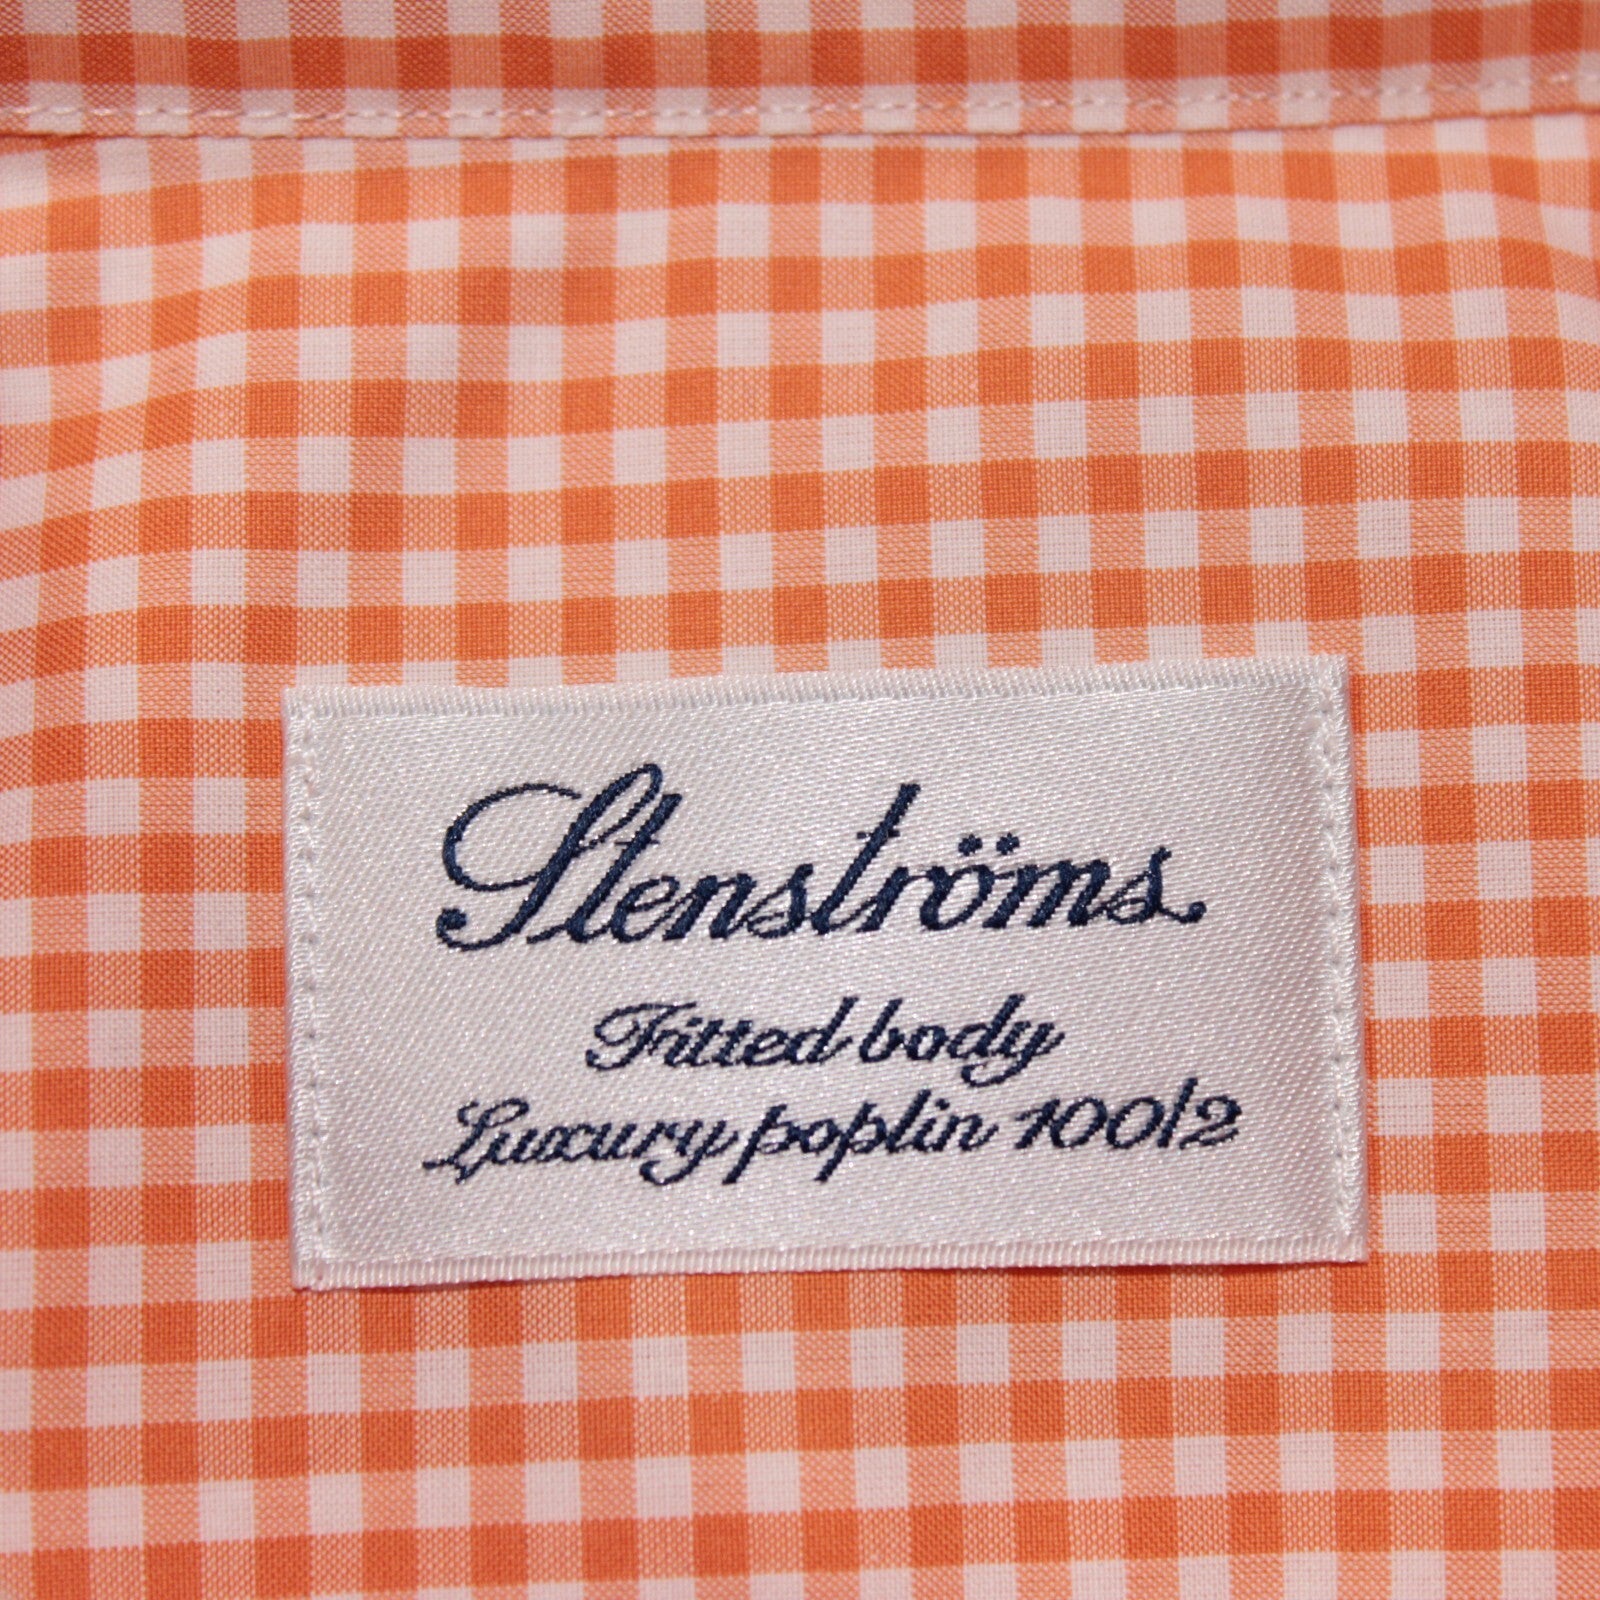 Stenströms
Fitted body
Luxury poplin 100/2